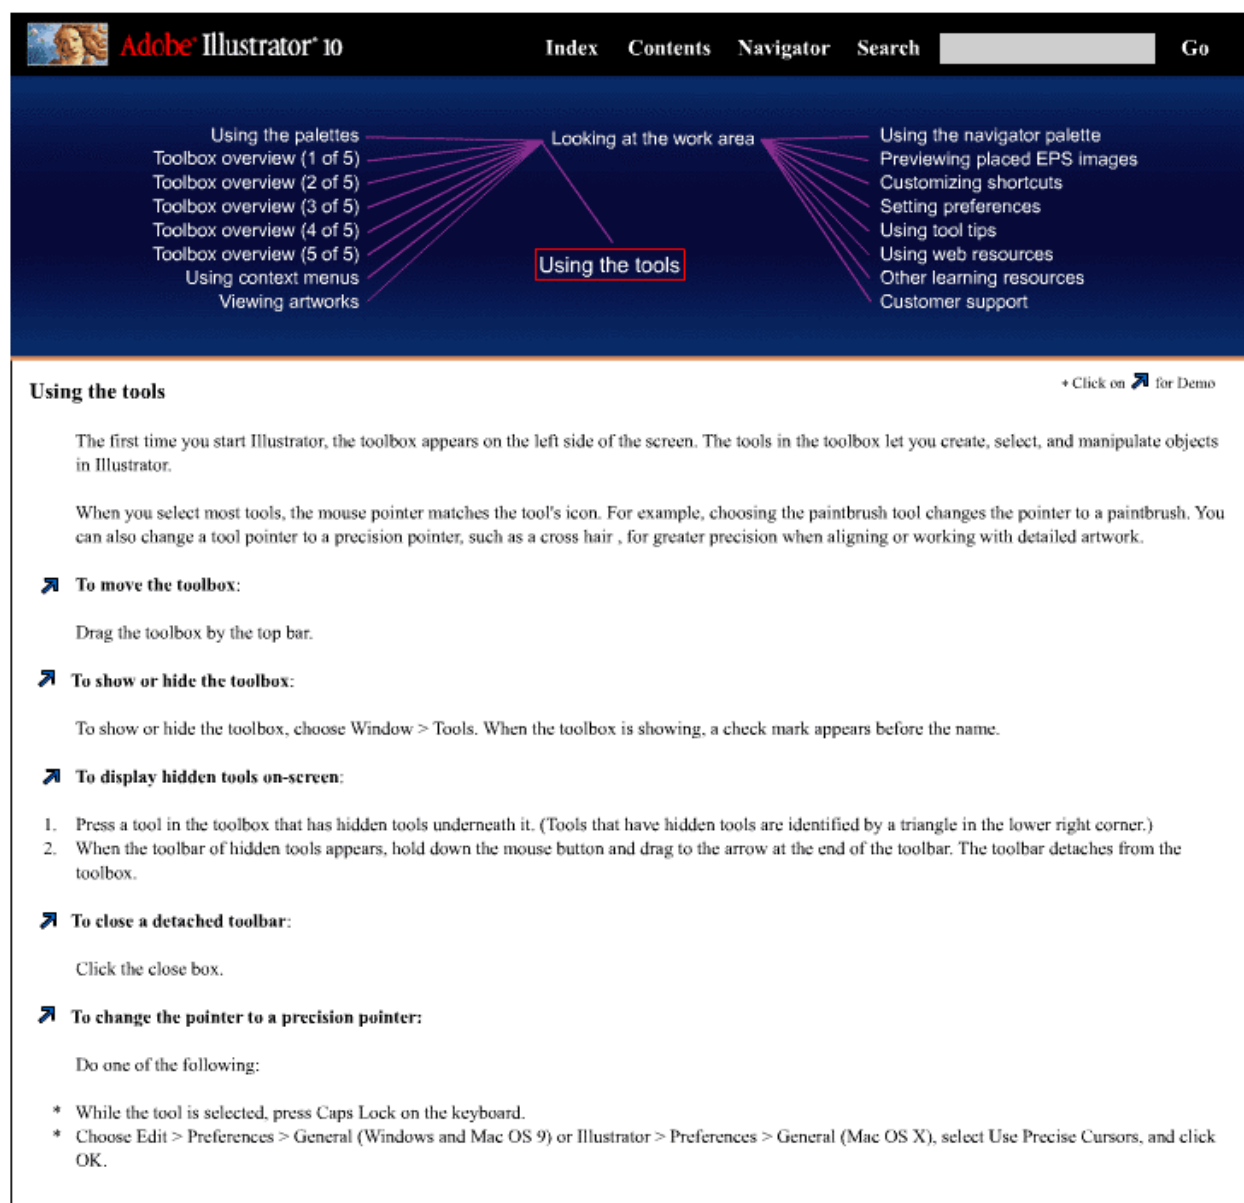 Adobe® Illustrator® 10
Index Contents Navigator Search Go
Using the palettes
Toolbox overview (1 of 5)
Toolbox overview (2 of 5)
Toolbox overview (3 of 5)
Toolbox overview (4 of 5)
Toolbox overview (5 of 5)
Using context menus
Viewing artworks
Looking at the work area
Using the tools
Using the navigator palette
Previewing placed EPS images
Customizing shortcuts
Setting preferences
Using tool tips
Using web resources
Other learning resources
Customer support
Using the tools
* Click on for Demo
The first time you start Illustrator, the toolbox appears on the left side of the screen. The tools in the toolbox let you create, select, and manipulate objects
in Illustrator.
When you select most tools, the mouse pointer matches the tool's icon. For example, choosing the paintbrush tool changes the pointer to a paintbrush. You
can also change a tool pointer to a precision pointer, such as a cross hair , for greater precision when aligning or working with detailed artwork.
To move the toolbox:
Drag the toolbox by the top bar.
To show or hide the toolbox:
To show or hide the toolbox, choose Window > Tools. When the toolbox is showing, a check mark appears before the name.
To display hidden tools on-screen:
1. Press a tool in the toolbox that has hidden tools underneath it. (Tools that have hidden tools are identified by a triangle in the lower right corner.)
2. When the toolbar of hidden tools appears, hold down the mouse button and drag to the arrow at the end of the toolbar. The toolbar detaches from the
toolbox.
To close a detached toolbar:
Click the close box.
To change the pointer to a precision pointer:
Do one of the following:
* While the tool is selected, press Caps Lock on the keyboard.
* Choose Edit > Preferences > General (Windows and Mac OS 9) or Illustrator > Preferences > General (Mac OS X), select Use Precise Cursors, and click
OK.